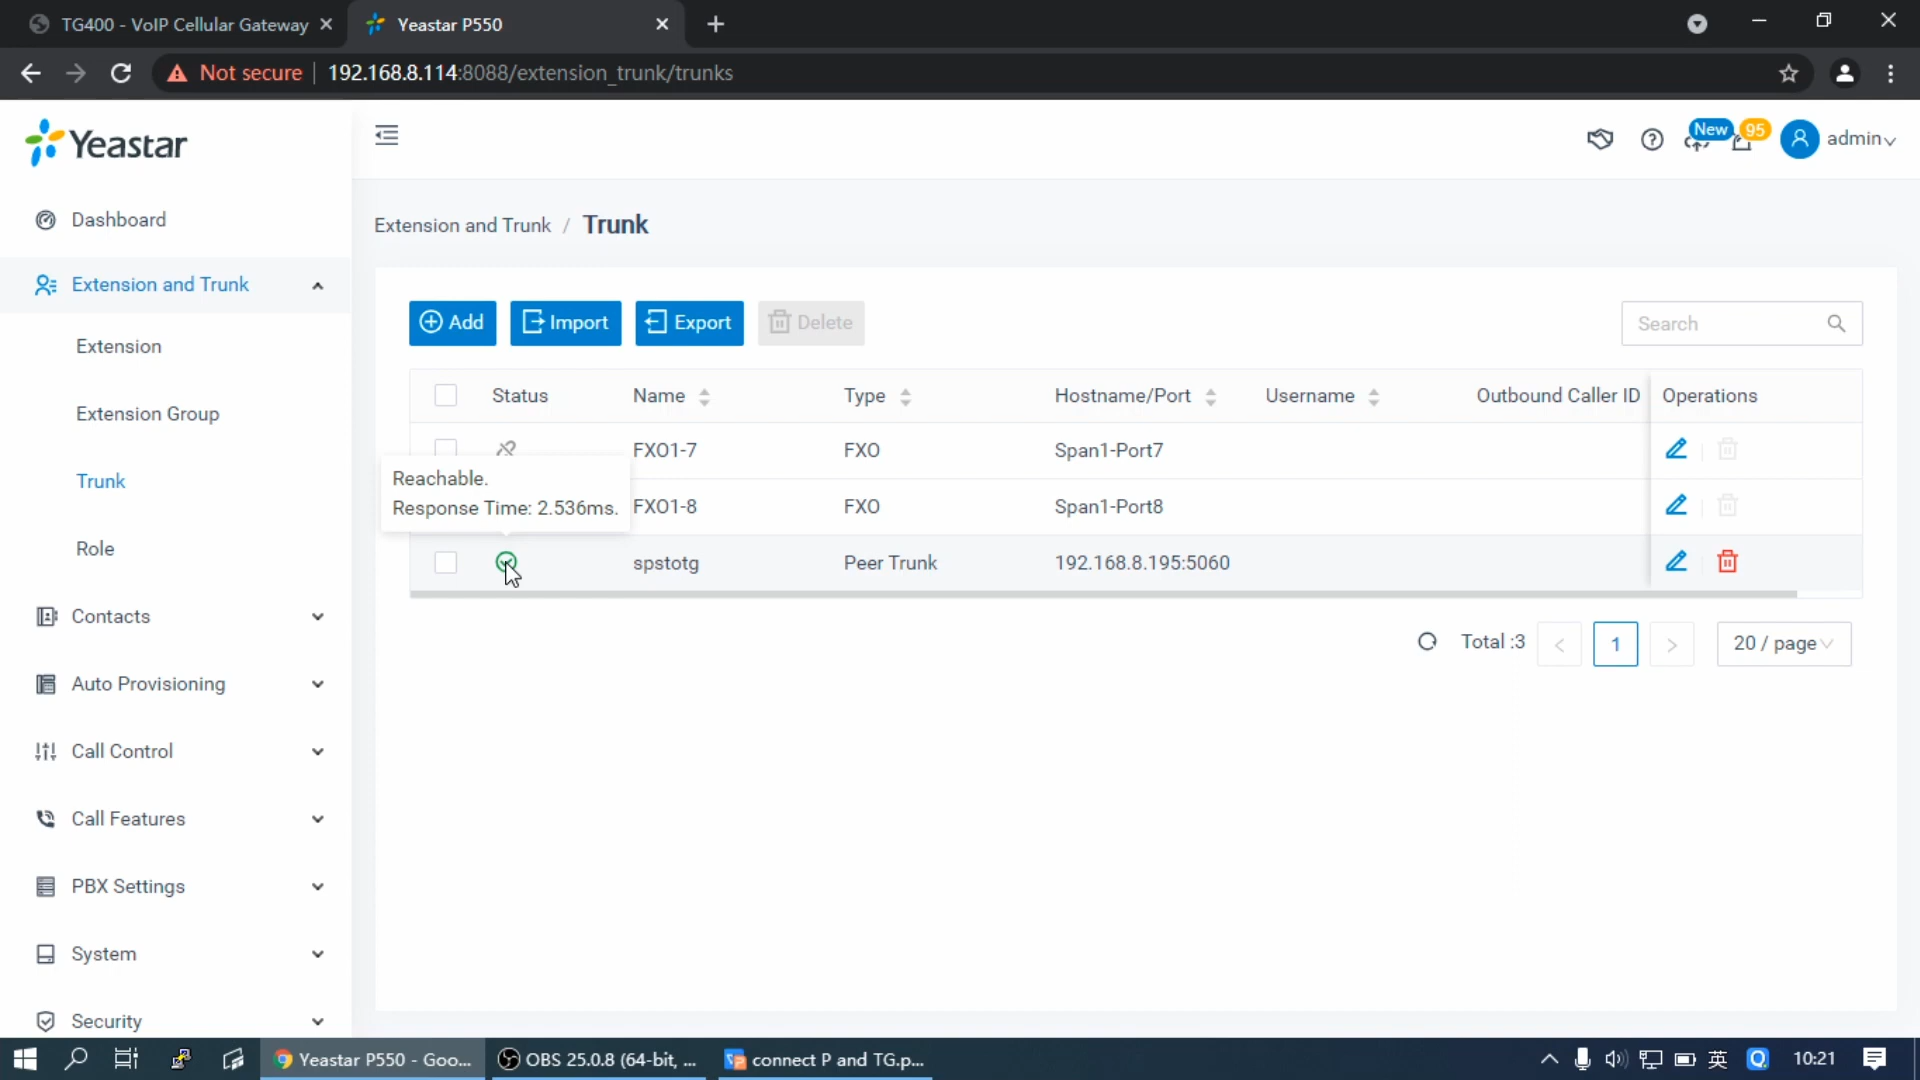 TG400 - VoIP Cellular Gateway
Yeastar P550
Not secure
192.168.8.114:8088/extension_trunk/trunks
Yeastar
New
95
admin
Dashboard
Extension and Trunk / Trunk
Extension and Trunk
Add
Import
Export
Delete
Search
Extension
Status
Name
Type
Hostname/Port
Username
Outbound Caller ID
Operations
Extension Group
FXO1-7
FXO
Span1-Port7
Reachable.
Response Time: 2.536ms.
Trunk
FXO1-8
FXO
Span1-Port8
Role
spstotg
Peer Trunk
192.168.8.195:5060
Contacts
Total :3
1
20 / page
Auto Provisioning
Call Control
Call Features
PBX Settings
System
Security
Yeastar P550 - Goo...
OBS 25.0.8 (64-bit, ...
connect P and TG.p...
英
10:21